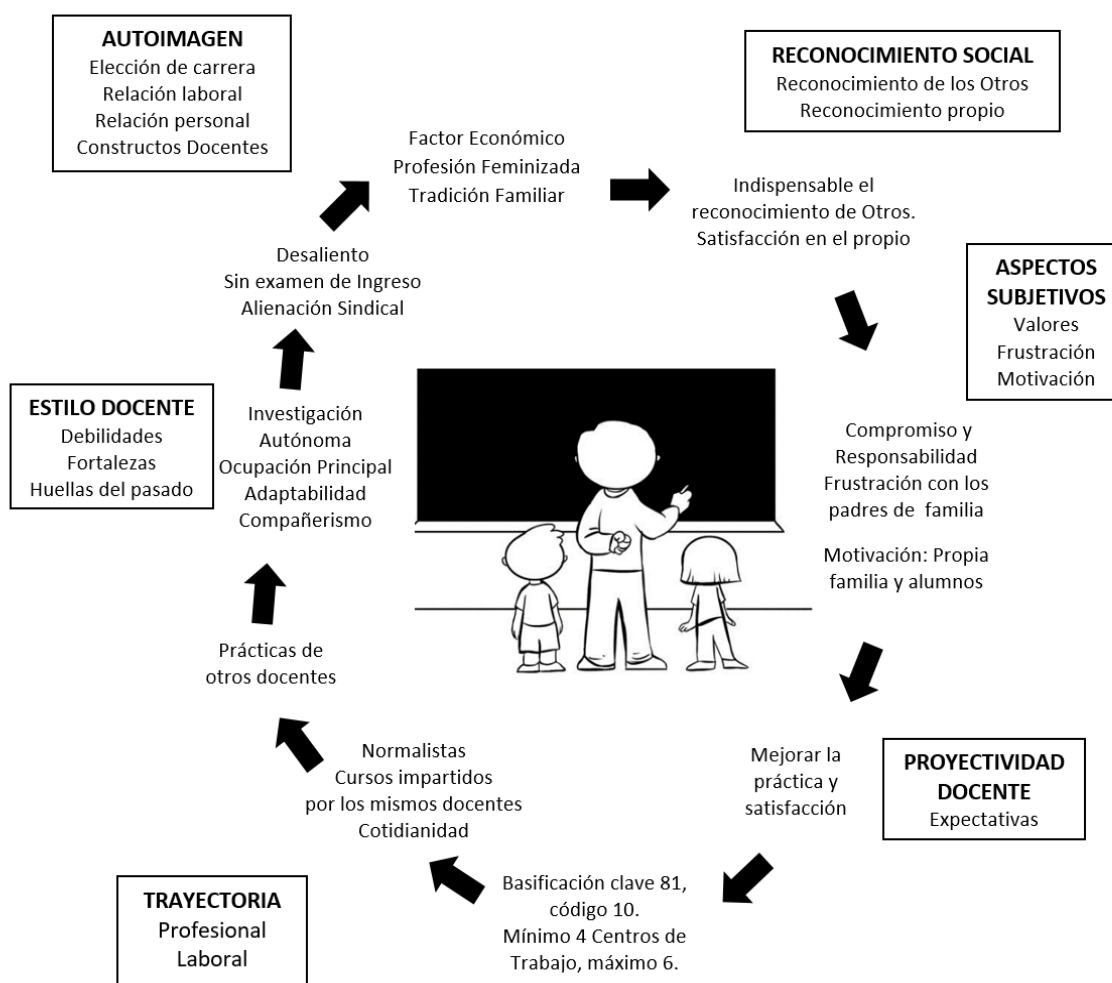 AUTOIMAGEN
Elección de carrera
Relación laboral
Relación personal
Constructos Docentes
RECONOCIMIENTO SOCIAL
Reconocimiento de los Otros
Reconocimiento propio
Factor Económico
Profesión Feminizada
Tradición Familiar
Indispensable el
reconocimiento de Otros.
Satisfacción en el propio
Desaliento
Sin examen de Ingreso
Alienación Sindical
ASPECTOS
SUBJETIVOS
Valores
Frustración
Motivación
ESTILO DOCENTE
Debilidades
Fortalezas
Huellas del pasado
Investigación
Autónoma
Ocupación Principal
Adaptabilidad
Compañerismo
Compromiso y
Responsabilidad
Frustración con los
padres de familia
Motivación: Propia
familia y alumnos
Prácticas de
otros docentes
Mejorar la
práctica y
satisfacción
PROYECTIVIDAD
DOCENTE
Expectativas
Normalistas
Cursos impartidos
por los mismos docentes
Cotidianidad
Basificación clave 81,
código 10.
Mínimo 4 Centros de
Trabajo, máximo 6.
TRAYECTORIA
Profesional
Laboral